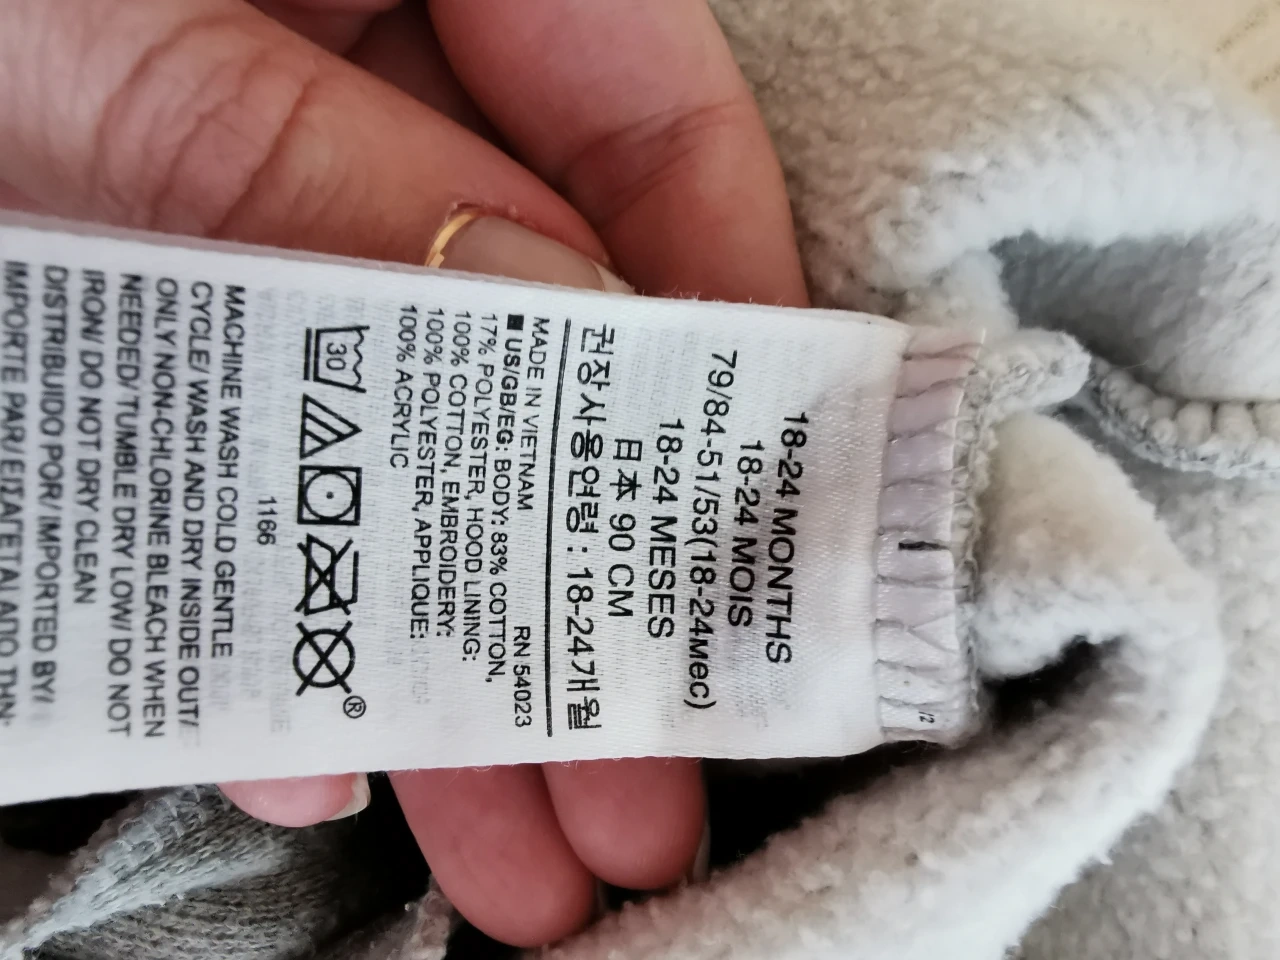 18-24 MONTHS
18-24 MOIS
79/84-51/53(18-24мес)
18-24 MESES
日本 90 CM
권장사용연령 : 18-24개월
MADE IN VIETNAM RN 54023
■ US/GB/EG: BODY: 83% COTTON,
17% POLYESTER, HOOD LINING:
100% COTTON, EMBROIDERY:
100% POLYESTER, APPLIQUE:
100% ACRYLIC
30
®
1166
MACHINE WASH COLD GENTLE
CYCLE/ WASH AND DRY INSIDE OUT/
ONLY NON-CHLORINE BLEACH WHEN
NEEDED/ TUMBLE DRY LOW/ DO NOT
IRON/ DO NOT DRY CLEAN
DISTRIBUIDO POR/ IMPORTED BY/
IMPORTE PAR/ ΕΙΣΑΓΕΤΑΙ ΑΠΟ ΤΗΝ: